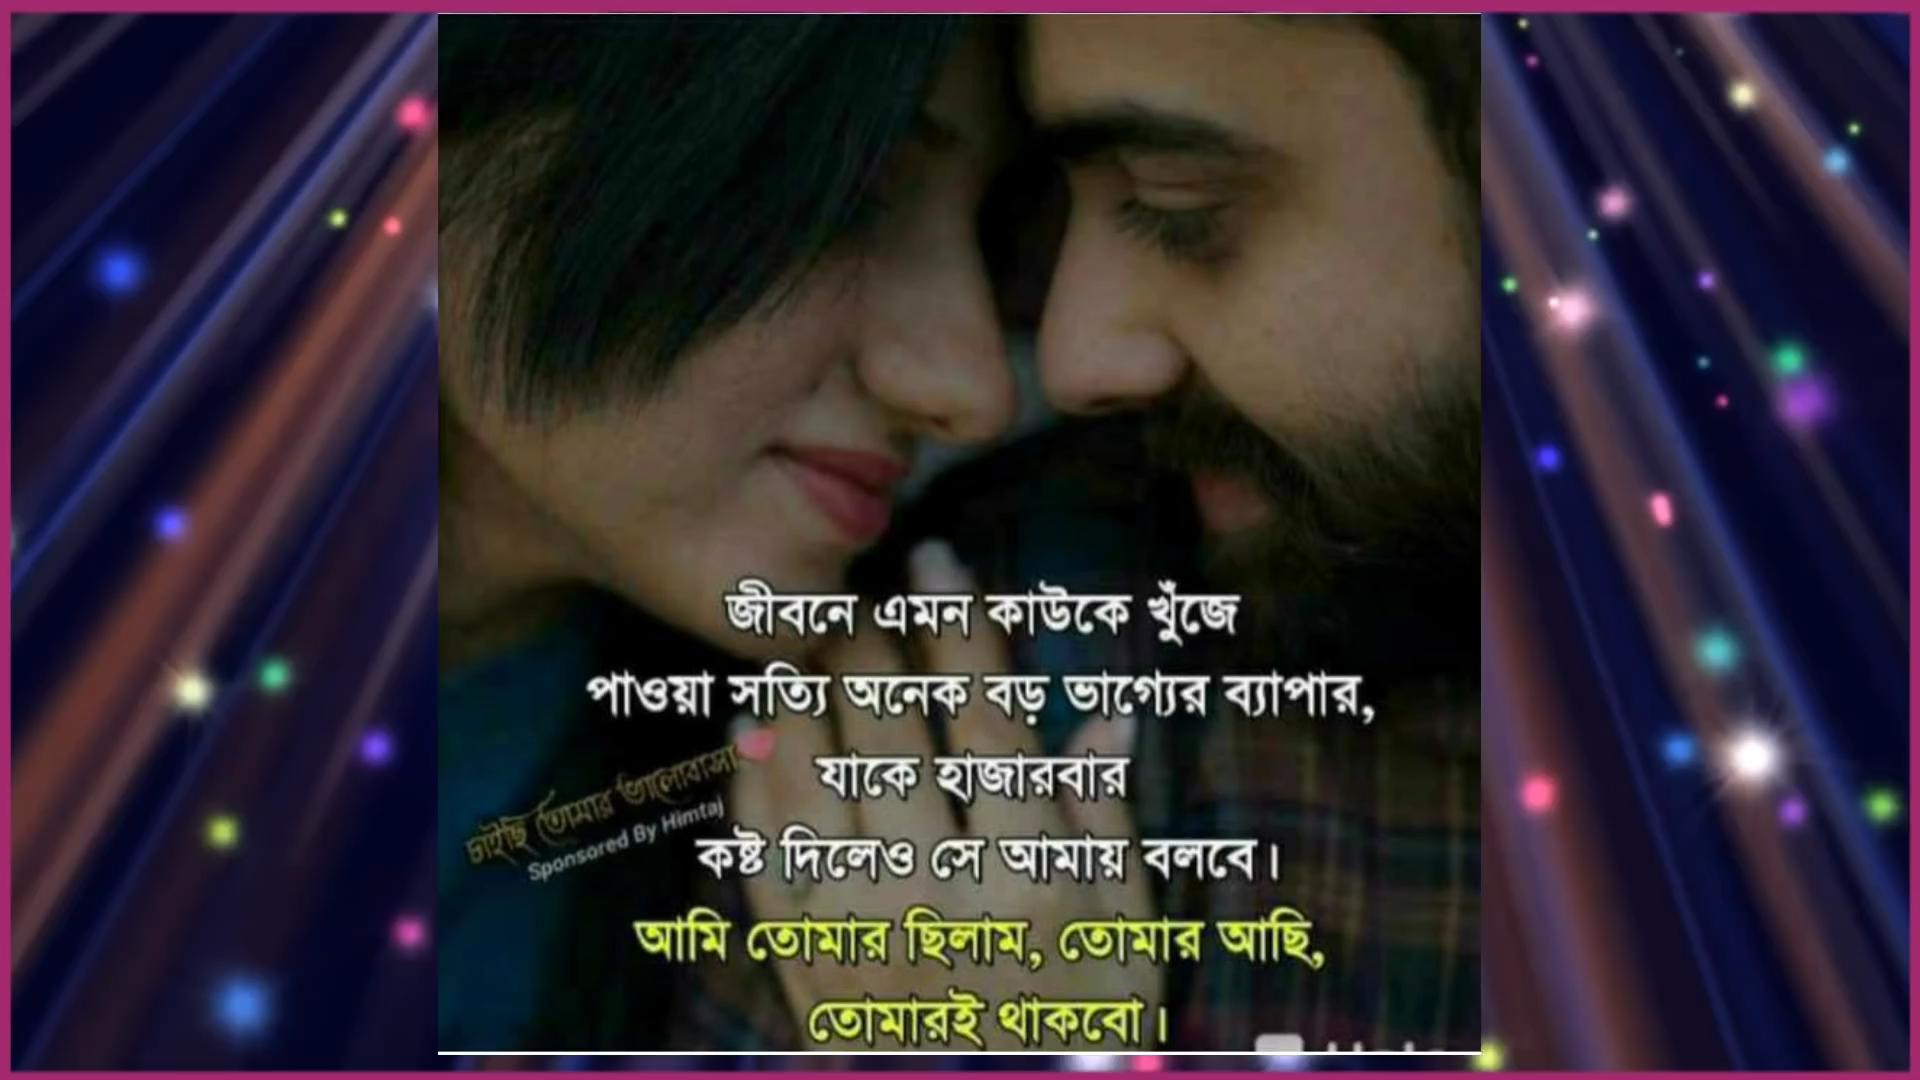 জীবনে এমন কাউকে খুঁজে
পাওয়া সত্যি অনেক বড় ভাগ্যের ব্যাপার,
যাকে হাজারবার
কষ্ট দিলেও সে আমায় বলবে।
আমি তোমার ছিলাম, তোমার আছি,
তোমারই থাকবো।
চাইছি তোমার ভালোবাসা
Sponsored By Himtaj